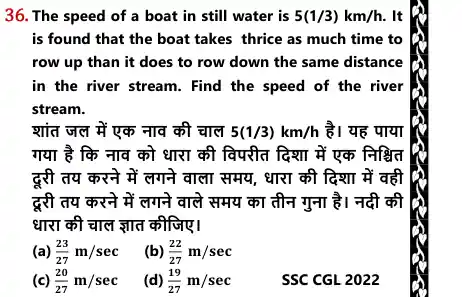 36. The speed of a boat in still water is 5(1/3) km/h. It
is found that the boat takes thrice as much time to
row up than it does to row down the same distance
in the river stream. Find the speed of the river
stream.
शांत जल में एक नाव की चाल 5(1/3) km/h है। यह पाया
गया है कि नाव को धारा की विपरीत दिशा में एक निश्चित
दूरी तय करने में लगने वाला समय, धारा की दिशा में वही
दूरी तय करने में लगने वाले समय का तीन गुना है। नदी की
धारा की चाल ज्ञात कीजिए।
(a) 23/27 m/sec (b) 22/27 m/sec
(c) 20/27 m/sec (d) 19/27 m/sec SSC CGL 2022